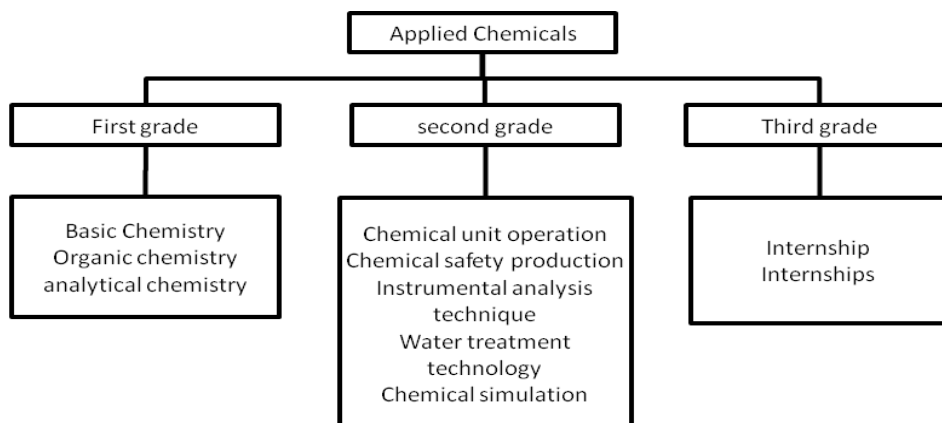 Applied Chemicals
First grade
second grade
Third grade
Basic Chemistry
Organic chemistry
analytical chemistry
Chemical unit operation
Chemical safety production
Instrumental analysis
technique
Water treatment
technology
Chemical simulation
Internship
Internships